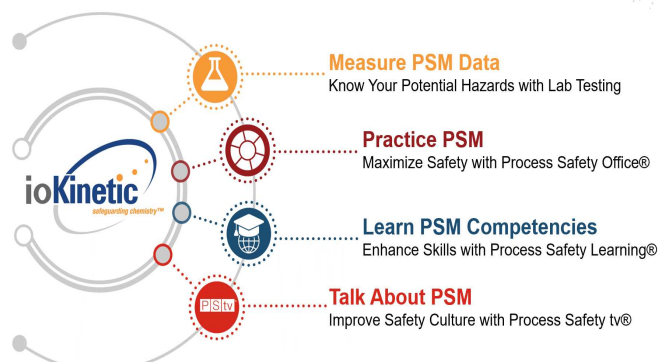 Measure PSM Data
Know Your Potential Hazards with Lab Testing
Practice PSM
Maximize Safety with Process Safety Office®
ioKinetic
safeguarding chemistry™
Learn PSM Competencies
Enhance Skills with Process Safety Learning®
Talk About PSM
PStv
Improve Safety Culture with Process Safety tv®